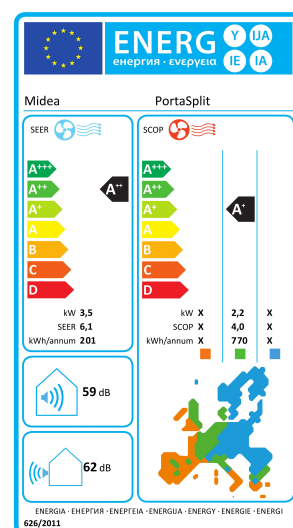 ENERG Y IJA
енергия · ενεργεια IE IA
Midea PortaSplit
SEER SCOP
A+++ A+++
A++ A++ A++
A+ A+ A+
A A
B B
C C
D D
kW 3,5 kW X 2,2 X
SEER 6,1 SCOP X 4,0 X
kWh/annum 201 kWh/annum X 770 X
59 dB
62 dB
ENERGIA · ЕНЕРГИЯ · ΕΝΕΡΓΕΙΑ · ENERGIJA · ENERGY · ENERGIE · ENERGI
626/2011